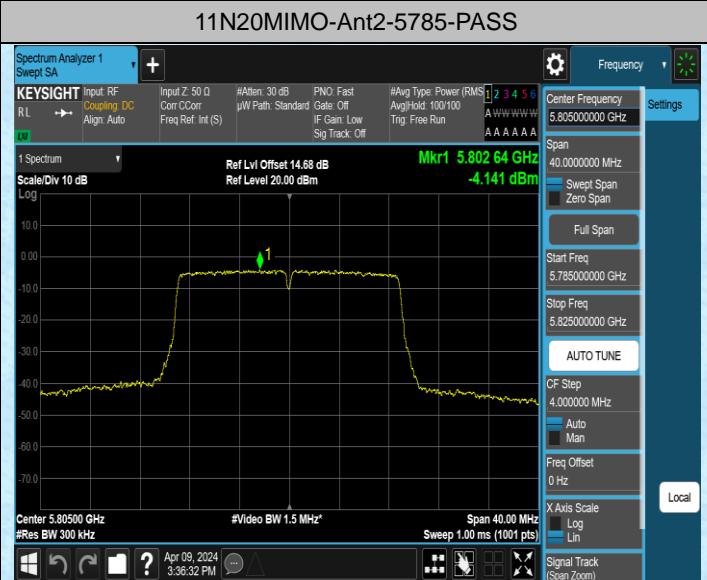 11N20MIMO-Ant2-5785-PASS
Spectrum Analyzer 1
Swept SA
Frequency
KEYSIGHT
RL
Input: RF
Coupling: DC
Align: Auto
Input Z: 50 Ω
Corr CCorr
Freq Ref: Int (S)
#Atten: 30 dB
µW Path: Standard
PNO: Fast
Gate: Off
IF Gain: Low
Sig Track: Off
#Avg Type: Power (RMS
Avg|Hold: 100/100
Trig: Free Run
1 2 3 4 5 6
A W W W W W
A A A A A A
Center Frequency
5.805000000 GHz
Settings
1 Spectrum
Scale/Div 10 dB
Log
Ref Lvl Offset 14.68 dB
Ref Level 20.00 dBm
Mkr1 5.802 64 GHz
-4.141 dBm
10.0
0.00
-10.0
-20.0
-30.0
-40.0
-50.0
-60.0
-70.0
1
Span
40.0000000 MHz
Swept Span
Zero Span
Full Span
Start Freq
5.785000000 GHz
Stop Freq
5.825000000 GHz
AUTO TUNE
CF Step
4.000000 MHz
Auto
Man
Freq Offset
0 Hz
X Axis Scale
Log
Lin
Local
Signal Track
(Span Zoom)
Center 5.80500 GHz
#Res BW 300 kHz
#Video BW 1.5 MHz*
Span 40.00 MHz
Sweep 1.00 ms (1001 pts)
?
Apr 09, 2024
3:36:32 PM